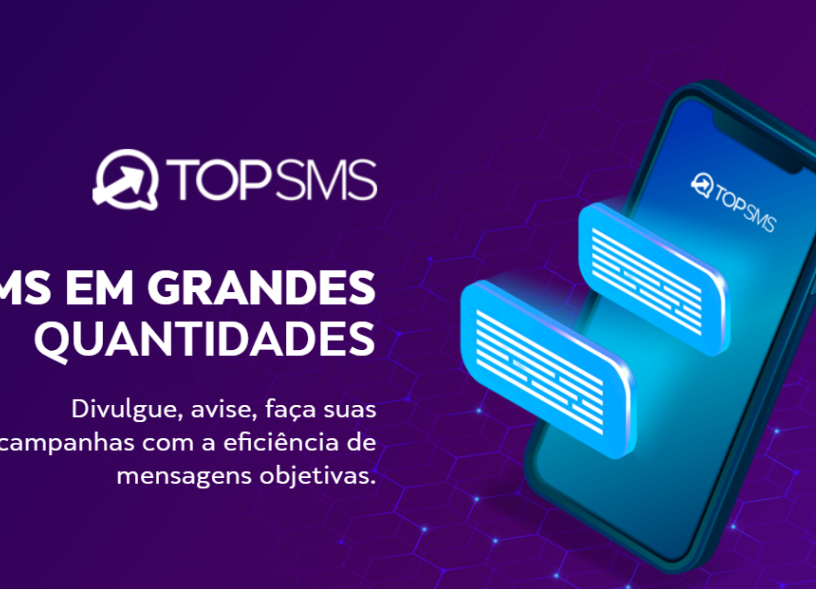 TOPSMS
MS EM GRANDES
QUANTIDADES
Divulgue, avise, faça suas
campanhas com a eficiência de
mensagens objetivas.
TOPSMS